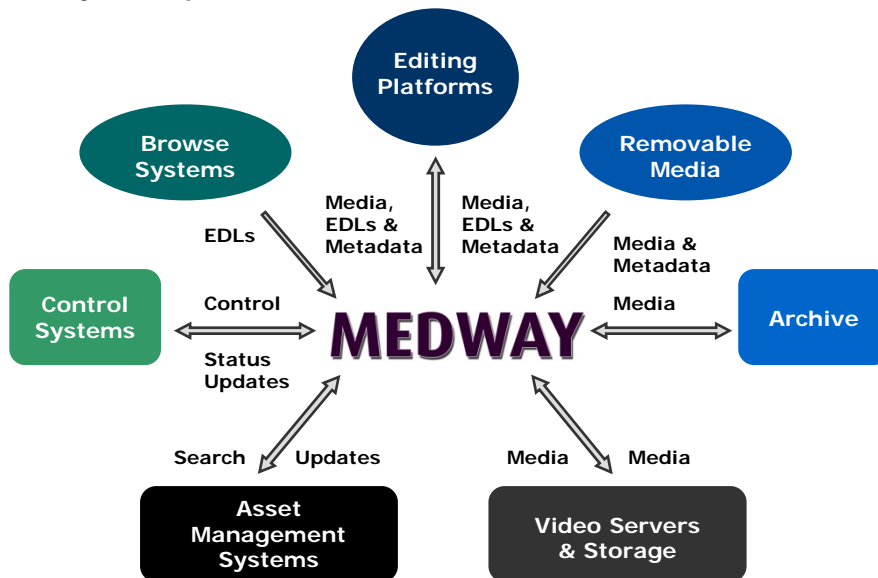 Editing
Platforms
Browse
Systems
Removable
Media
Media,
EDLs &
Metadata
Media,
EDLs &
Metadata
EDLs
Media &
Metadata
Control
Systems
Control
Status
Updates
MEDWAY
Media
Archive
Search
Updates
Media
Media
Asset
Management
Systems
Video Servers
& Storage